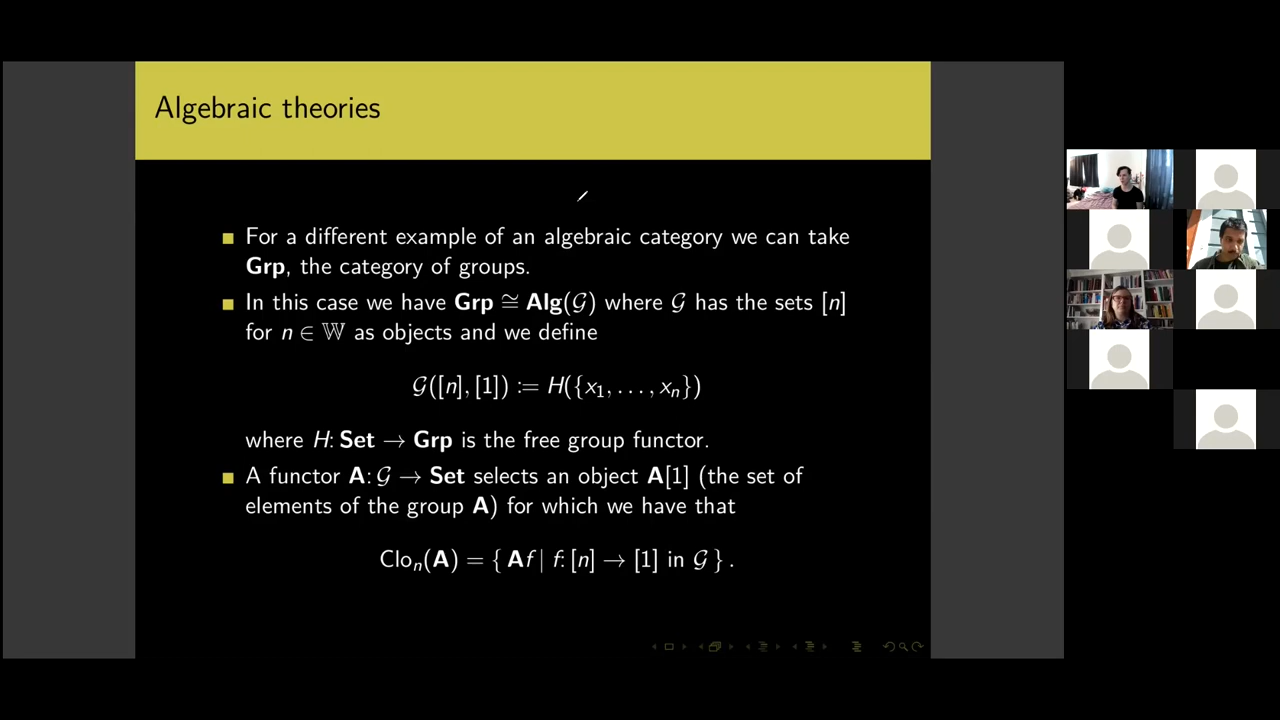 Algebraic theories
■ For a different example of an algebraic category we can take
Grp, the category of groups.
■ In this case we have Grp ≅ Alg(𝒢) where 𝒢 has the sets [n]
for n ∈ 𝕎 as objects and we define
𝒢([n], [1]) := H({x₁, . . . , xₙ})
where H: Set → Grp is the free group functor.
■ A functor A: 𝒢 → Set selects an object A[1] (the set of
elements of the group A) for which we have that
Cloₙ(A) = { Af | f: [n] → [1] in 𝒢 } .